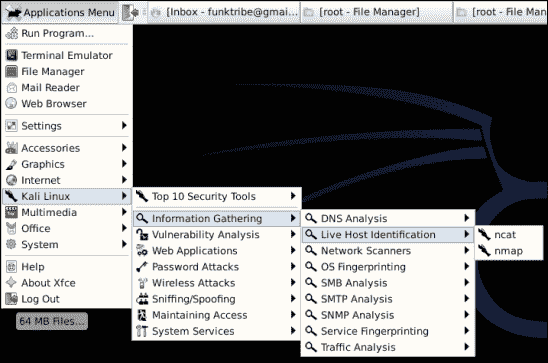 Applications Menu
[Inbox - funktribe@gmai...
[root - File Manager]
[root - File Man
Run Program...
Terminal Emulator
File Manager
Mail Reader
Web Browser
Settings
Accessories
Graphics
Internet
Kali Linux
Multimedia
Office
System
Help
About Xfce
Log Out
64 MB Files...
Top 10 Security Tools
Information Gathering
Vulnerability Analysis
Web Applications
Password Attacks
Wireless Attacks
Sniffing/Spoofing
Maintaining Access
System Services
DNS Analysis
Live Host Identification
Network Scanners
OS Fingerprinting
SMB Analysis
SMTP Analysis
SNMP Analysis
Service Fingerprinting
Traffic Analysis
ncat
nmap